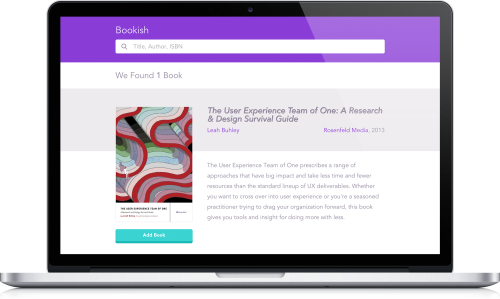 Bookish
Title, Author, ISBN
We Found 1 Book
The User Experience Team of One: A Research
& Design Survival Guide
Leah Buhley
Rosenfeld Media, 2013
The User Experience Team of One prescribes a range of
approaches that have big impact and take less time and fewer
resources than the standard lineup of UX deliverables. Whether
you want to cross over into user experience or you're a seasoned
practitioner trying to drag your organization forward, this book
gives you tools and insight for doing more with less.
THE USER EXPERIENCE TEAM OF ONE
Add Book